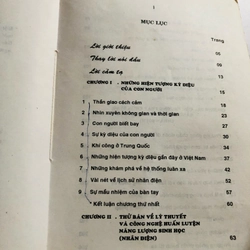 i
MỤC LỤC
Trang
Lời giới thiệu
Thay lời nói đầu
Lời cảm tạ
CHƯƠNG I . NHỮNG HIỆN TƯỢNG KỲ DIỆU
CỦA CON NGƯỜI 15
1 Thần giao cách cảm
2 Nhìn xuyên không gian và thời gian
3 Con người biết bay
4 Sự kỳ diệu của con người
5 Khí công ở Trung Quốc
6 Những hiện tượng kỳ diệu gần đây ở Việt Nam
7 Những khám phá về hệ thống luân xa
8 Vài nét về lịch sử nhân điện
9 Sự mầu nhiệm của bàn tay
Kết luận chương thứ nhất 60
CHƯƠNG II . THỬ BÀN VỀ LÝ THUYẾT
VÀ CÔNG NGHỆ HUẤN LUYỆN
NĂNG LƯỢNG SINH HỌC
(NHÂN ĐIỆN) 63